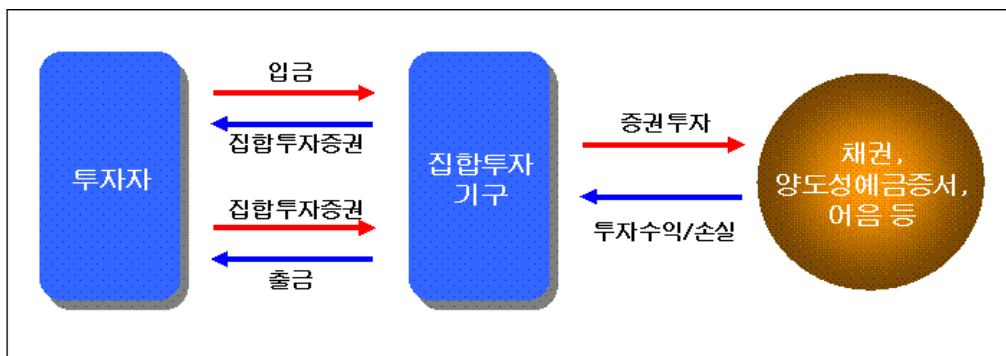 입금
집합투자증권
투자자
집합투자증권
출금
집합투자
기구
증권투자
투자수익/손실
채권,
양도성예금증서,
어음 등